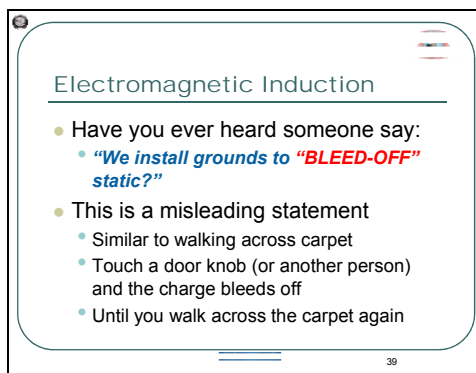 Electromagnetic Induction
Have you ever heard someone say:
“We install grounds to “BLEED-OFF”
static?”
This is a misleading statement
Similar to walking across carpet
Touch a door knob (or another person)
and the charge bleeds off
Until you walk across the carpet again
39